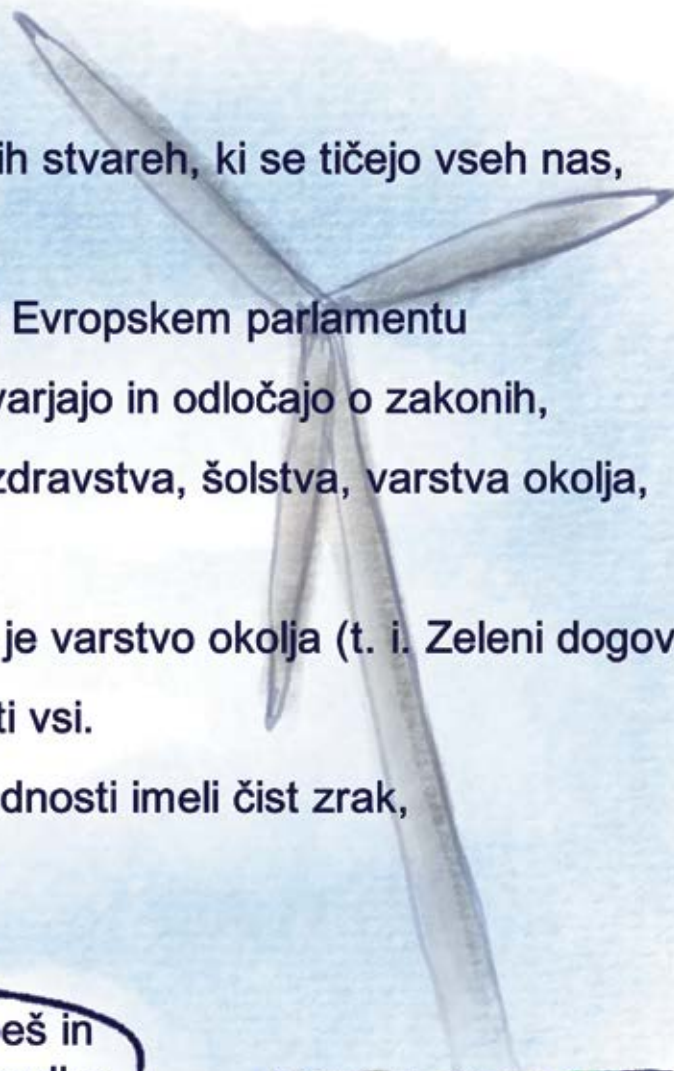 ih stvareh, ki se tičejo vseh nas,
Evropskem parlamentu
varjajo in odločajo o zakonih,
zdravstva, šolstva, varstva okolja,
je varstvo okolja (t. i. Zeleni dogov
ti vsi.
dnosti imeli čist zrak,
eš in